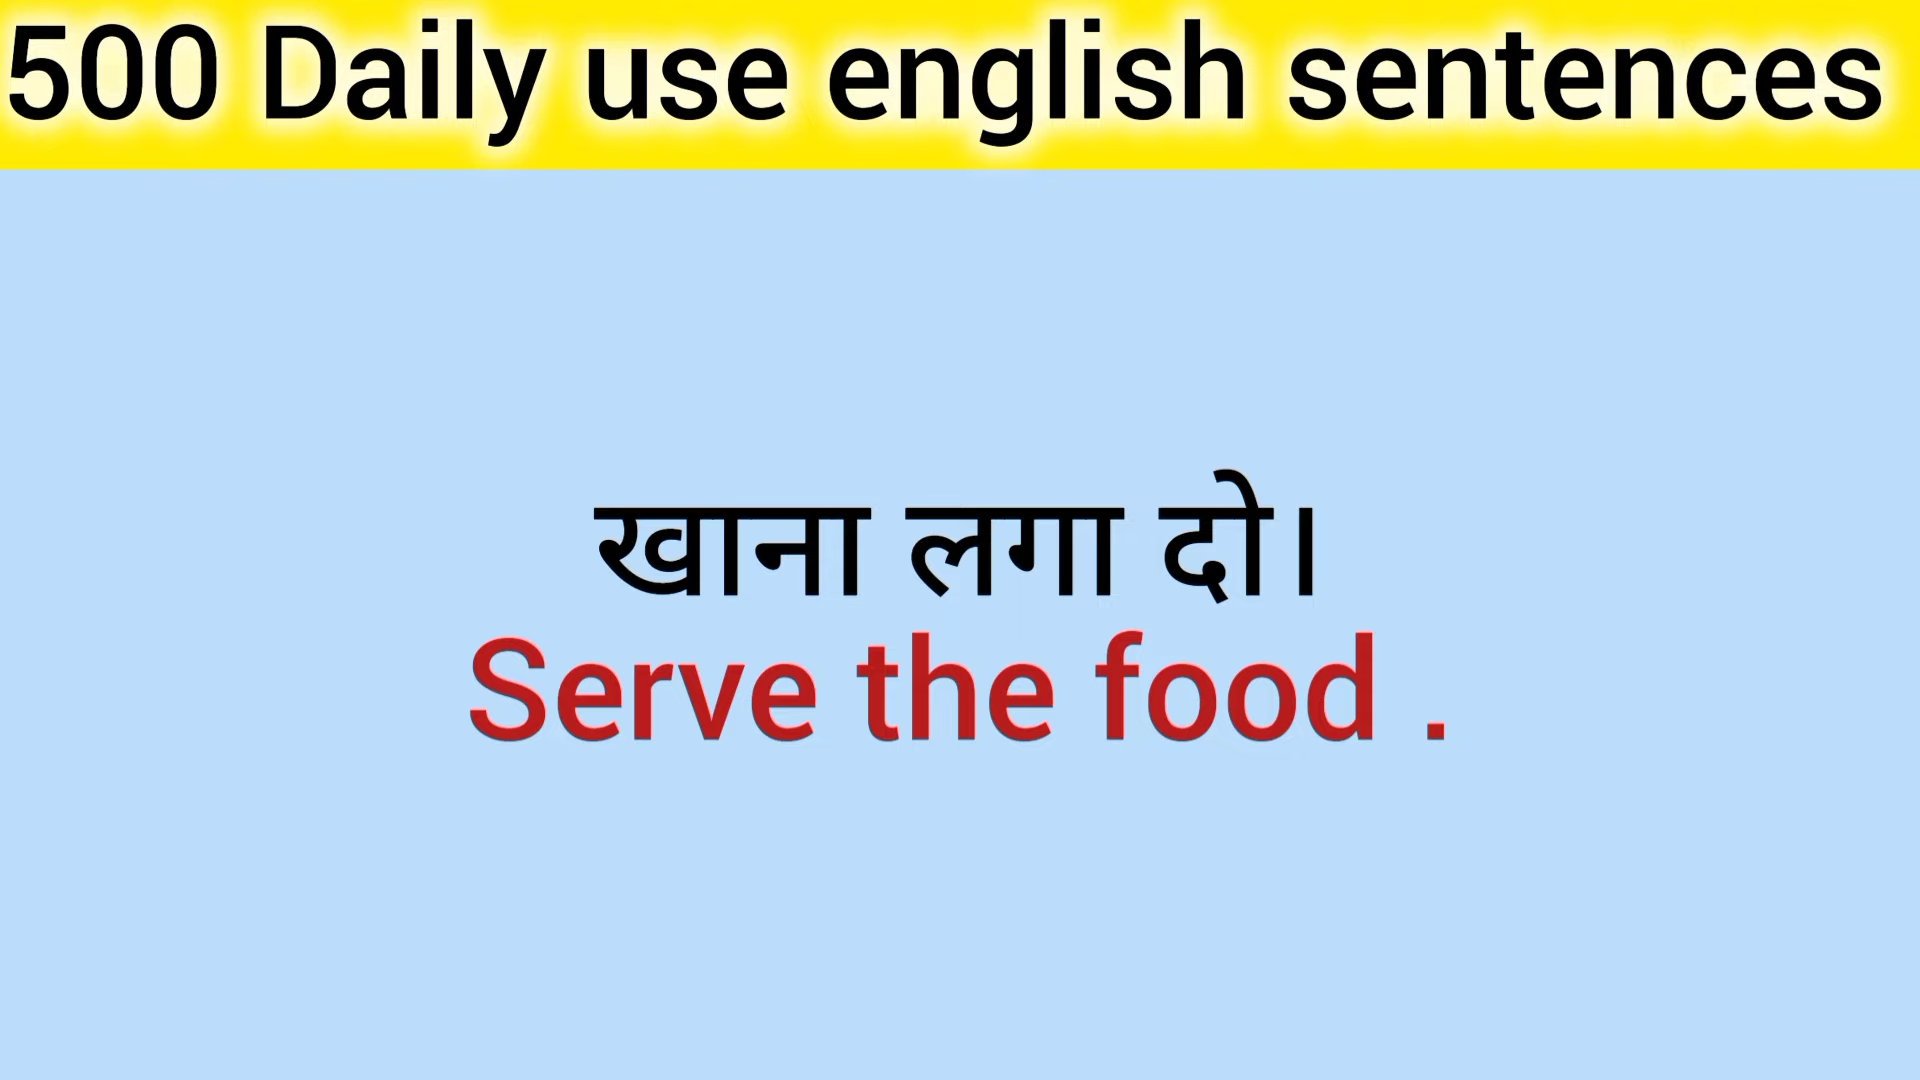 500 Daily use english sentences
खाना लगा दो।
Serve the food .